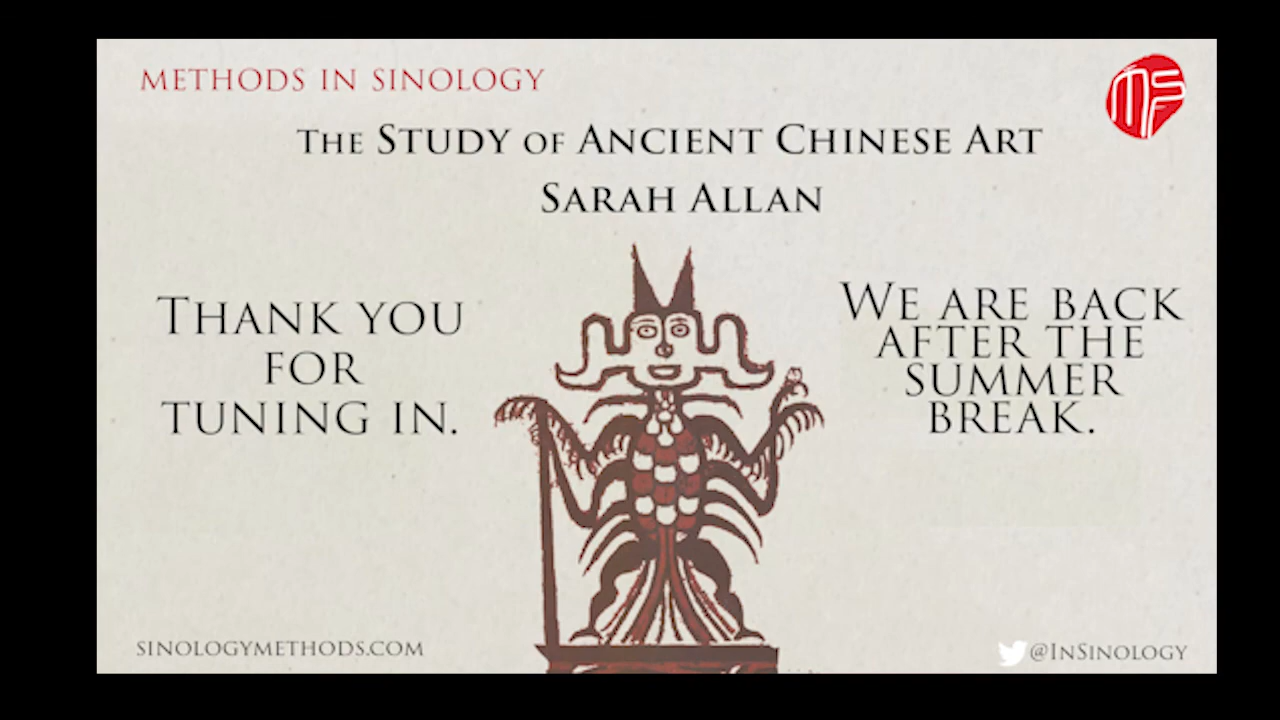 METHODS IN SINOLOGY
THE STUDY OF ANCIENT CHINESE ART
SARAH ALLAN
THANK YOU
FOR
TUNING IN.
WE ARE BACK
AFTER THE
SUMMER
BREAK.
SINOLOGYMETHODS.COM
@INSINOLOGY